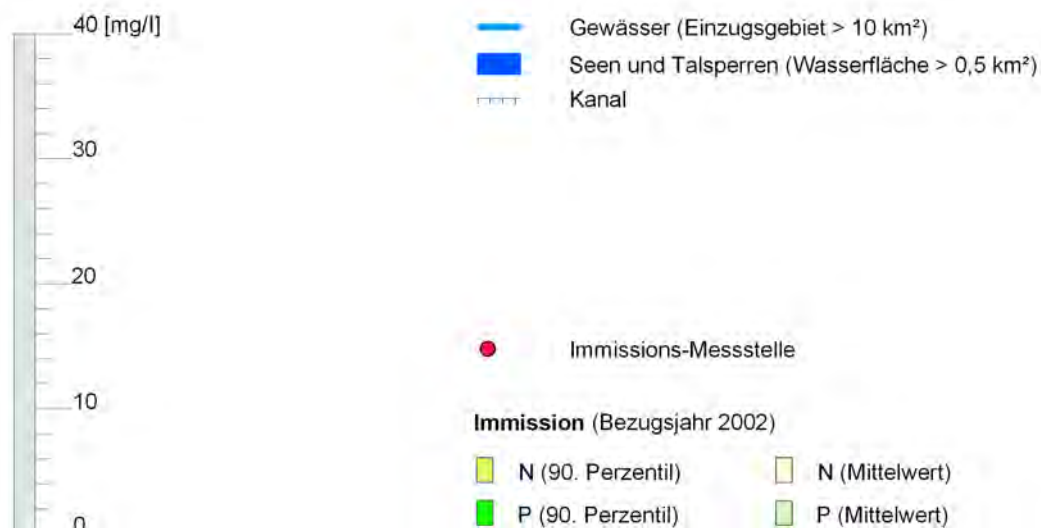 40 [mg/l]
30
20
10
0
Gewässer (Einzugsgebiet > 10 km²)
Seen und Talsperren (Wasserfläche > 0,5 km²)
Kanal
Immissions-Messstelle
Immission (Bezugsjahr 2002)
N (90. Perzentil) N (Mittelwert)
P (90. Perzentil) P (Mittelwert)